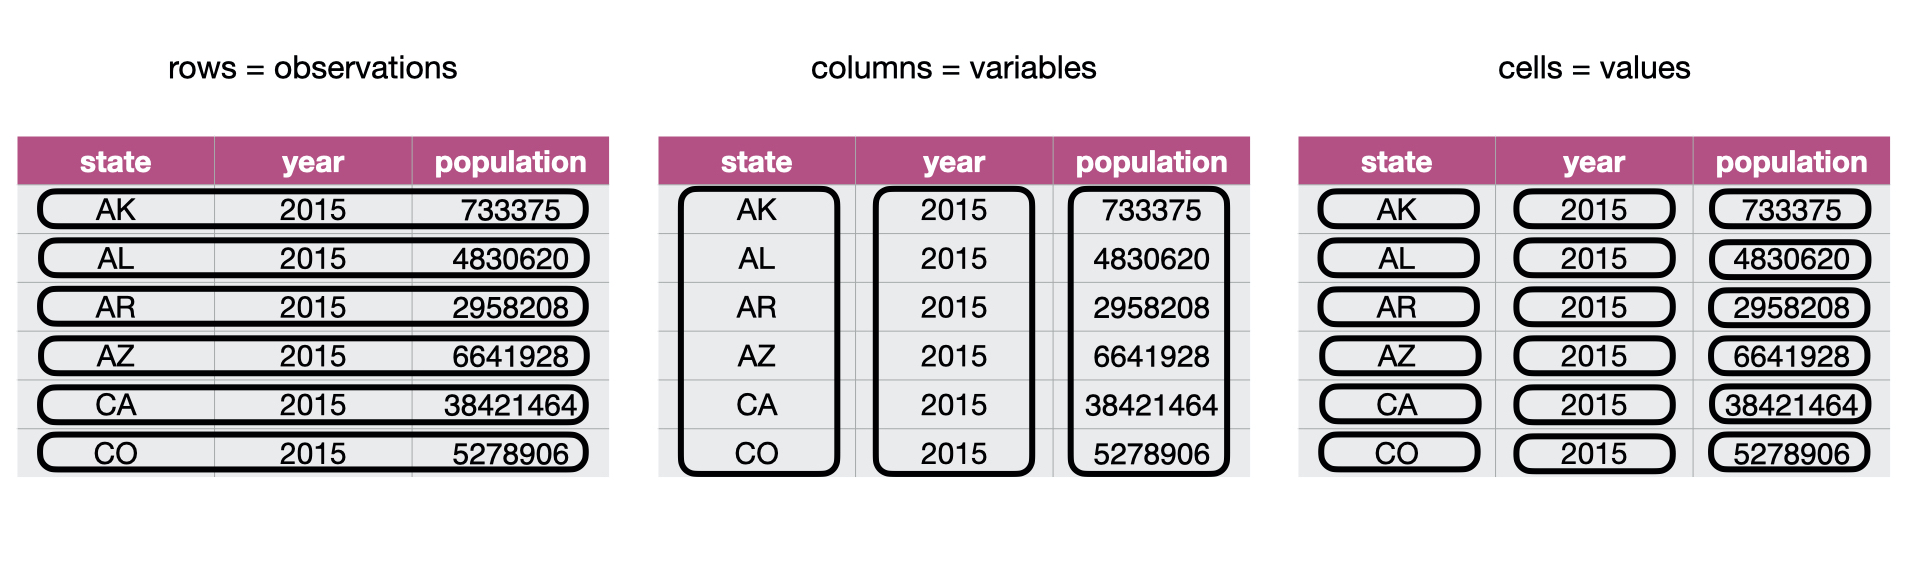 rows = observations
state year population
AK 2015 733375
AL 2015 4830620
AR 2015 2958208
AZ 2015 6641928
CA 2015 38421464
CO 2015 5278906
columns = variables
state year population
AK 2015 733375
AL 2015 4830620
AR 2015 2958208
AZ 2015 6641928
CA 2015 38421464
CO 2015 5278906
cells = values
state year population
AK 2015 733375
AL 2015 4830620
AR 2015 2958208
AZ 2015 6641928
CA 2015 38421464
CO 2015 5278906